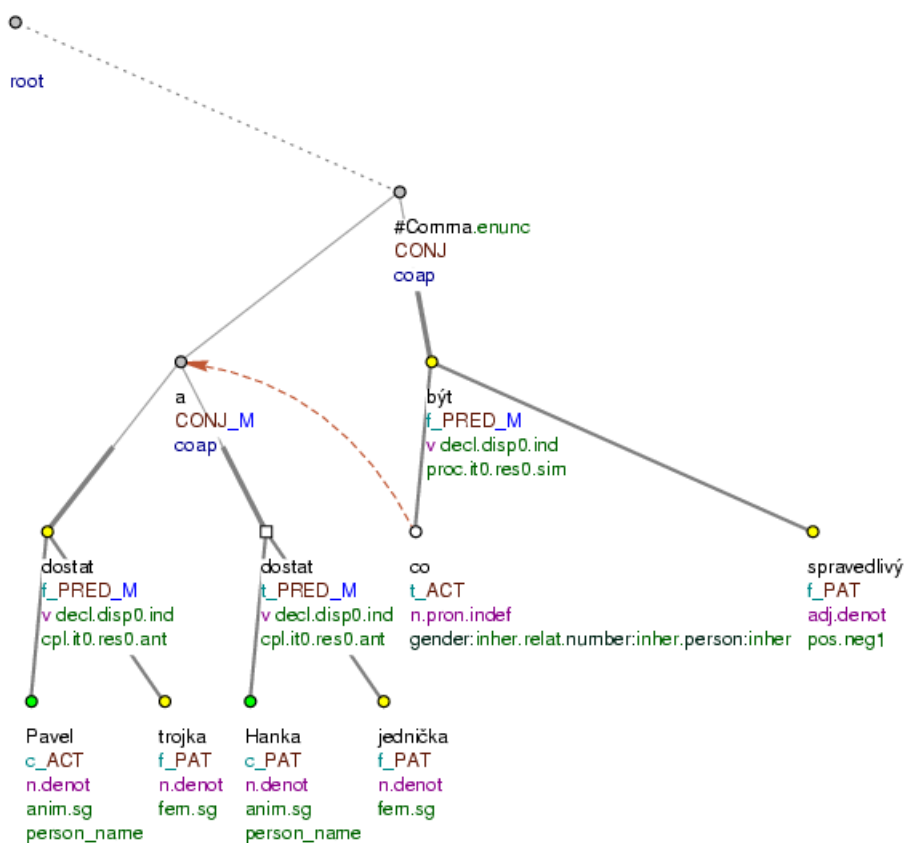 root
#Comma.enunc
CONJ
coap
a
CONJ_M
coap
být
f_PRED_M
v decl.disp0.ind
proc.it0.res0.sim
dostat
f_PRED_M
v decl.disp0.ind
cpl.it0.res0.ant
dostat
t_PRED_M
v decl.disp0.ind
cpl.it0.res0.ant
co
t_ACT
n.pron.indef
gender:inher.relat.number:inher.person:inher
spravedlivý
f_PAT
adj.denot
pos.neg1
Pavel
c_ACT
n.denot
anim.sg
person_name
trojka
f_PAT
n.denot
fem.sg
Hanka
c_PAT
n.denot
anim.sg
person_name
jednička
f_PAT
n.denot
fem.sg